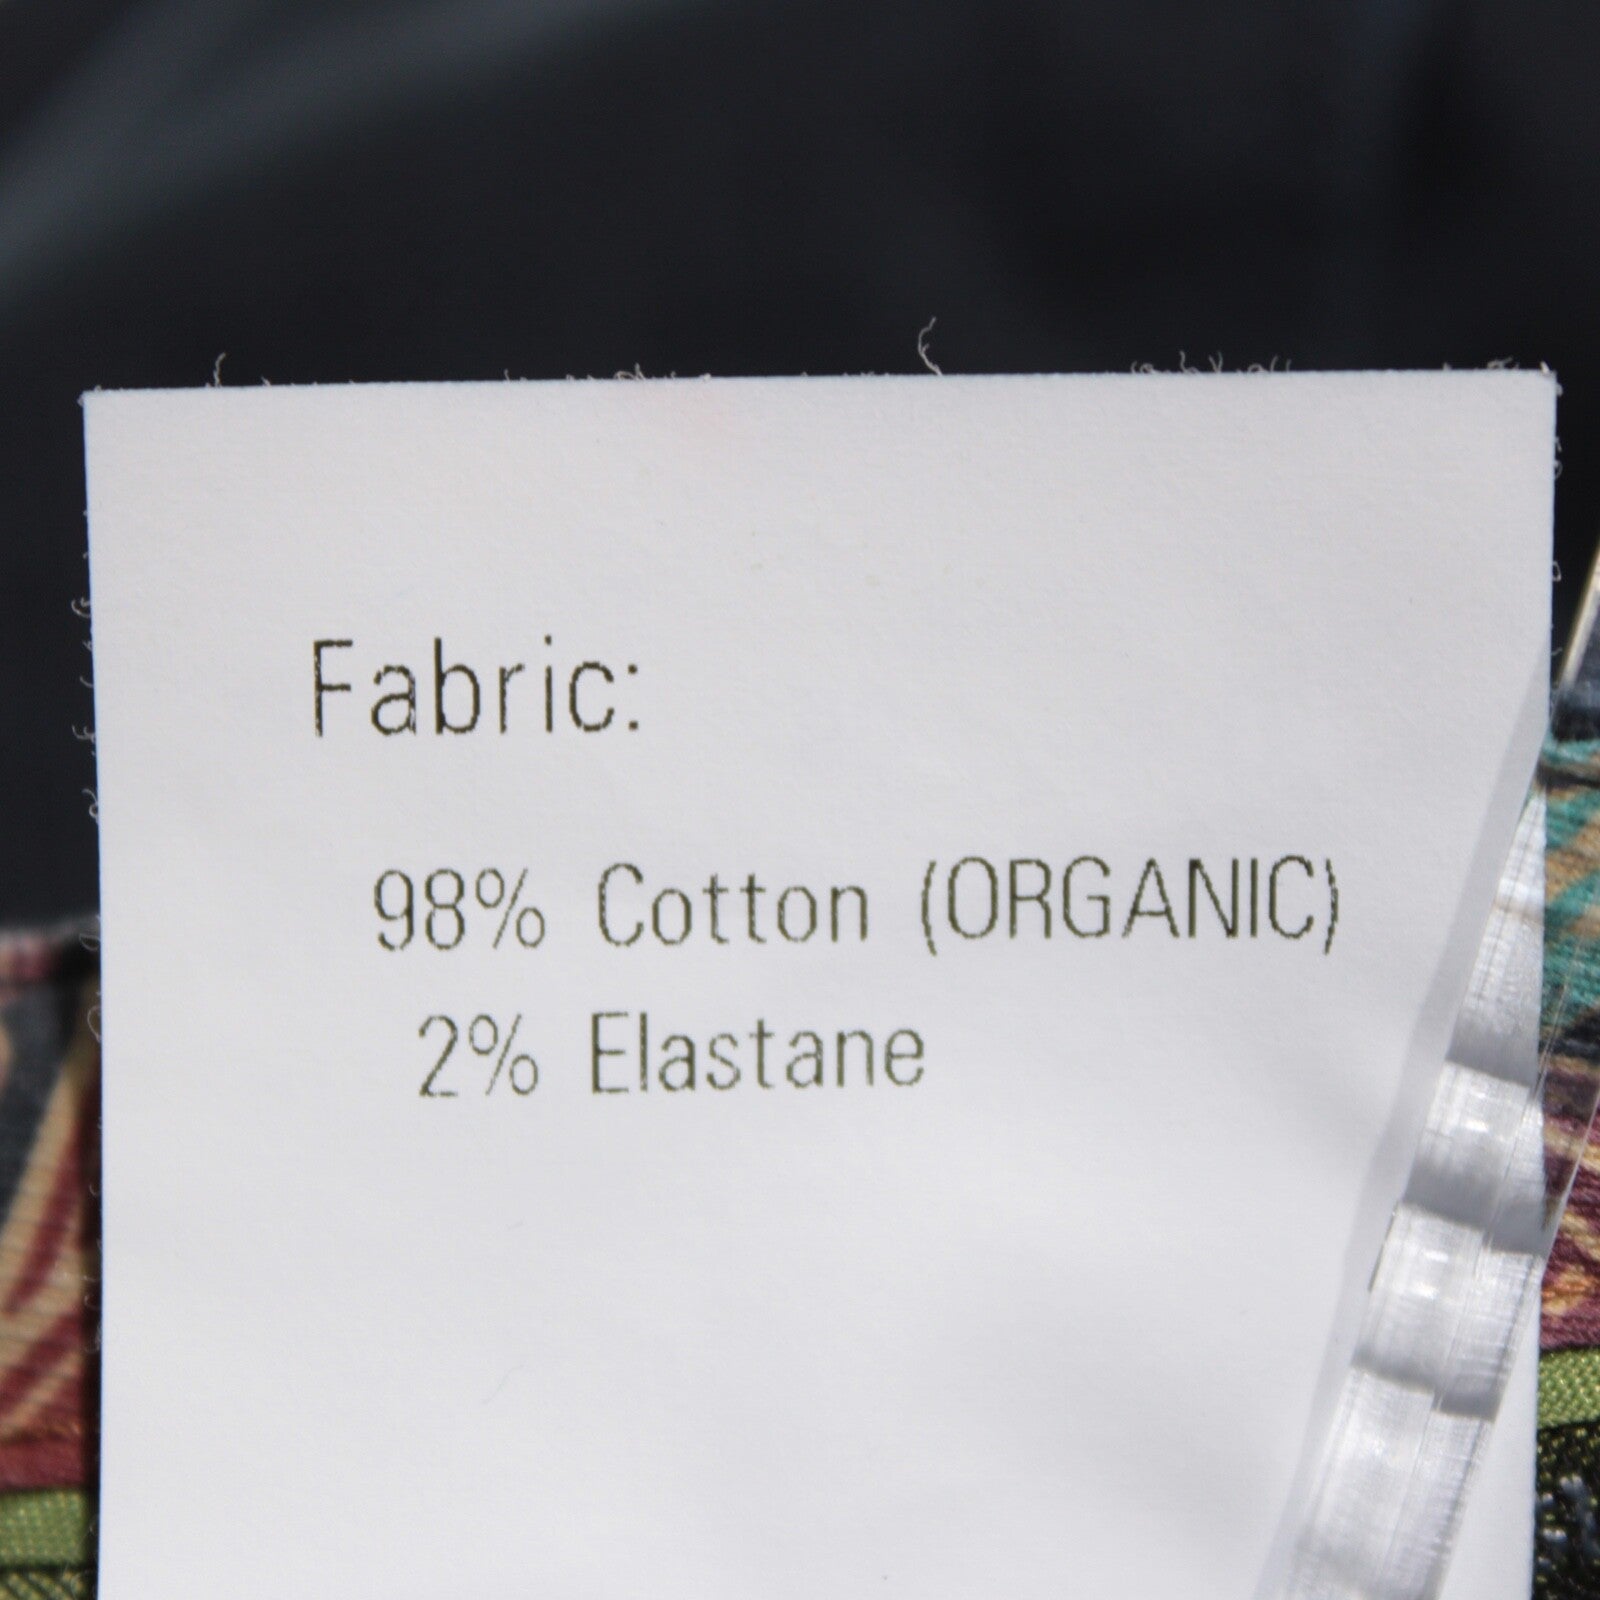 Fabric:
98% Cotton (ORGANIC)
2% Elastane